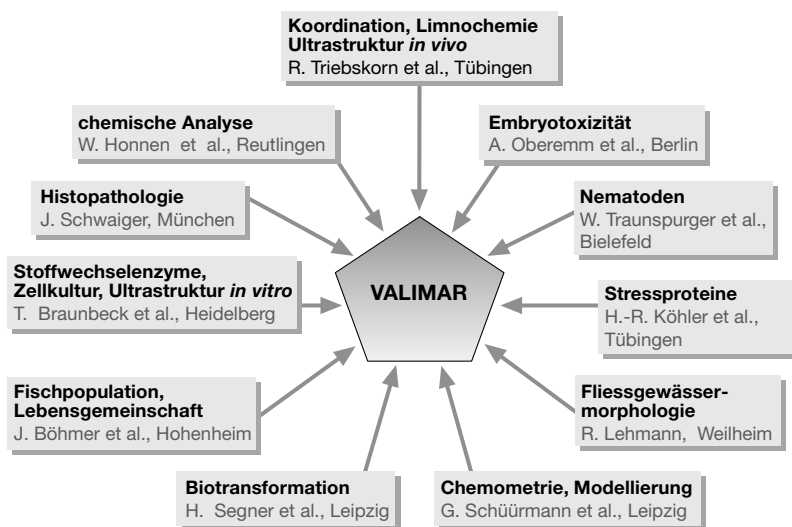 Koordination, Limnochemie
Ultrastruktur in vivo
R. Triebskorn et al., Tübingen
chemische Analyse
W. Honnen et al., Reutlingen
Embryotoxizität
A. Oberemm et al., Berlin
Histopathologie
J. Schwaiger, München
Nematoden
W. Traunspurger et al.,
Bielefeld
Stoffwechselenzyme,
Zellkultur, Ultrastruktur in vitro
T. Braunbeck et al., Heidelberg
VALIMAR
Stressproteine
H.-R. Köhler et al.,
Tübingen
Fischpopulation,
Lebensgemeinschaft
J. Böhmer et al., Hohenheim
Fliessgewässer-
morphologie
R. Lehmann, Weilheim
Biotransformation
H. Segner et al., Leipzig
Chemometrie, Modellierung
G. Schüürmann et al., Leipzig